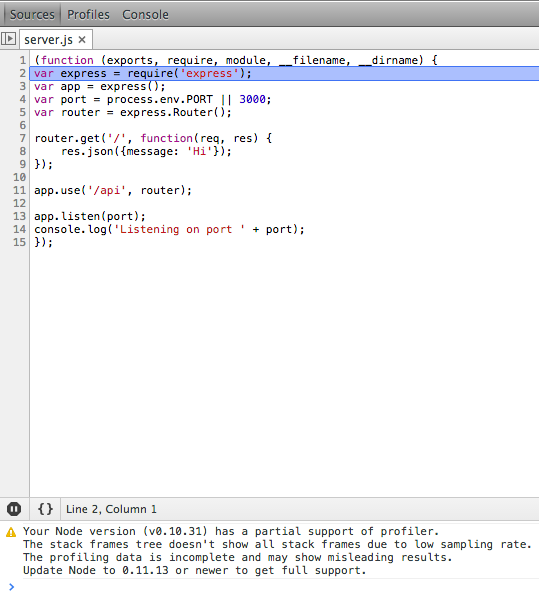 Sources Profiles Console
server.js ×
1 (function (exports, require, module, __filename, __dirname) {
2 var express = require('express');
3 var app = express();
4 var port = process.env.PORT || 3000;
5 var router = express.Router();
6
7 router.get('/', function(req, res) {
8     res.json({message: 'Hi'});
9 });
10
11 app.use('/api', router);
12
13 app.listen(port);
14 console.log('Listening on port ' + port);
15 });
{} Line 2, Column 1
Your Node version (v0.10.31) has a partial support of profiler.
The stack frames tree doesn't show all stack frames due to low sampling rate.
The profiling data is incomplete and may show misleading results.
Update Node to 0.11.13 or newer to get full support.
>